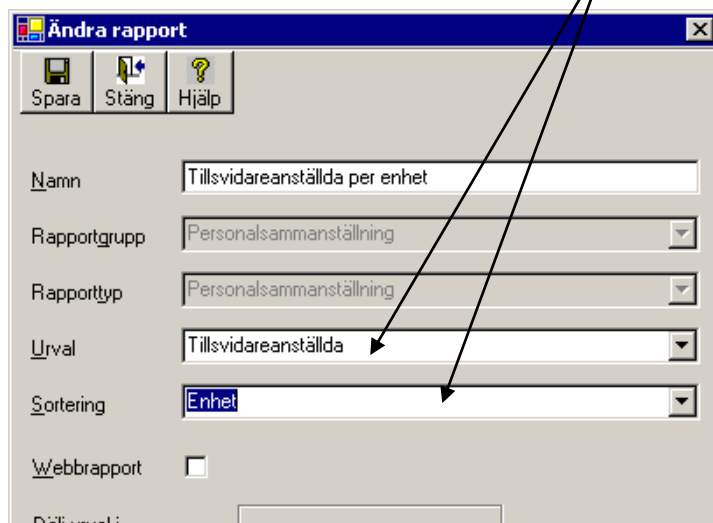 Ändra rapport
Spara Stäng Hjälp
Namn Tillsvidareanställda per enhet
Rapportgrupp Personalsammanställning
Rapporttyp Personalsammanställning
Urval Tillsvidareanställda
Sortering Enhet
Webbrapport